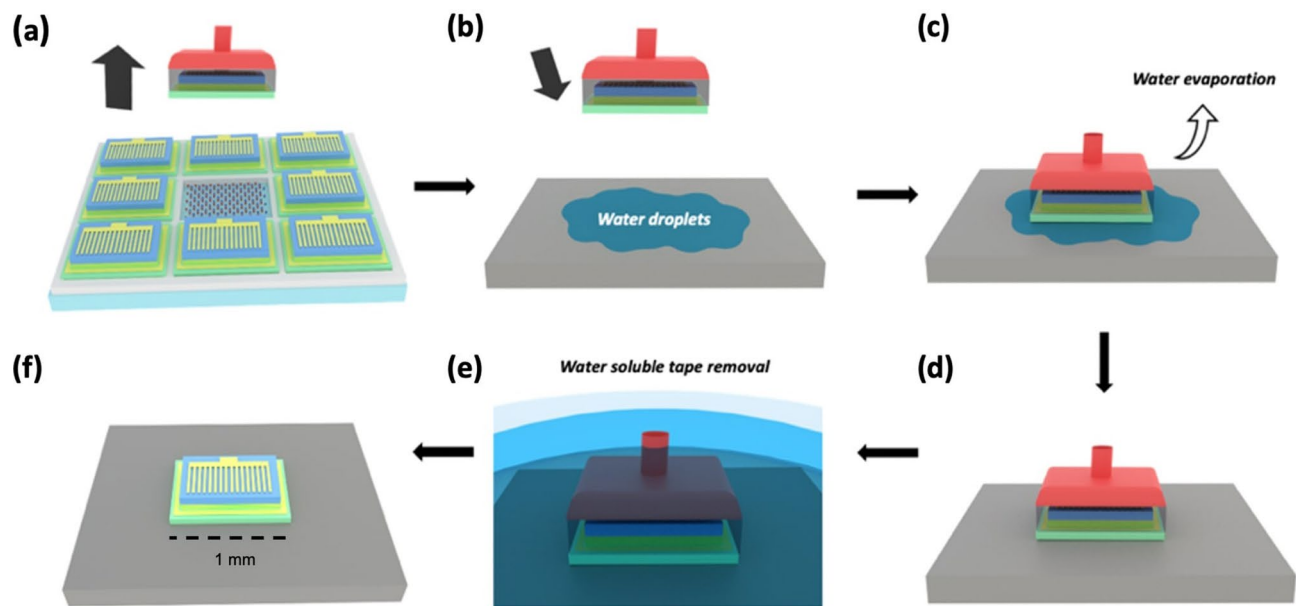 (a)
(b)
(c)
Water evaporation
Water droplets
(f)
(e)
Water soluble tape removal
(d)
1 mm